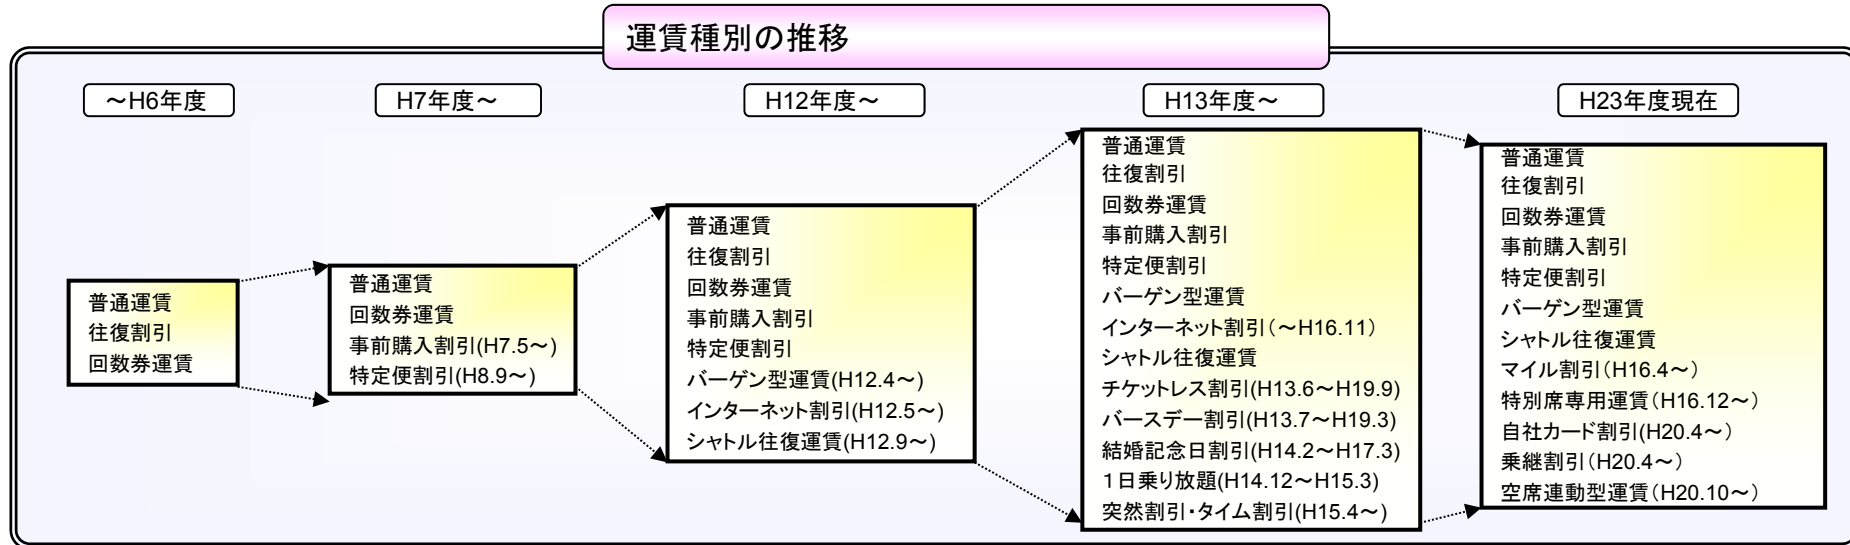 運賃種別の推移
～H6年度
普通運賃
往復割引
回数券運賃
H7年度～
普通運賃
回数券運賃
事前購入割引(H7.5～)
特定便割引(H8.9～)
H12年度～
普通運賃
往復割引
回数券運賃
事前購入割引
特定便割引
バーゲン型運賃(H12.4～)
インターネット割引(H12.5～)
シャトル往復運賃(H12.9～)
H13年度～
普通運賃
往復割引
回数券運賃
事前購入割引
特定便割引
バーゲン型運賃
インターネット割引（～H16.11）
シャトル往復運賃
チケットレス割引(H13.6～H19.9)
バースデー割引(H13.7～H19.3)
結婚記念日割引(H14.2～H17.3)
１日乗り放題(H14.12～H15.3)
突然割引・タイム割引(H15.4～)
H23年度現在
普通運賃
往復割引
回数券運賃
事前購入割引
特定便割引
バーゲン型運賃
シャトル往復運賃
マイル割引（H16.4～）
特別席専用運賃（H16.12～）
自社カード割引（H20.4～）
乗継割引（H20.4～）
空席連動型運賃（H20.10～）